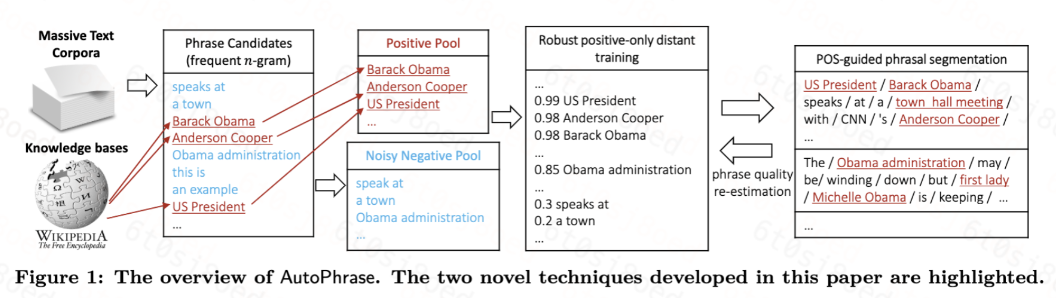 Massive Text
Corpora
Knowledge bases
WIKIPEDIA
The Free Encyclopedia
Phrase Candidates
(frequent n-gram)
speaks at
a town
Barack Obama
Anderson Cooper
Obama administration
this is
an example
US President
...
Positive Pool
Barack Obama
Anderson Cooper
US President
...
Noisy Negative Pool
speak at
a town
Obama administration
...
Robust positive-only distant
training
...
0.99 US President
0.98 Anderson Cooper
0.98 Barack Obama
...
0.85 Obama administration
...
0.3 speaks at
0.2 a town
...
phrase quality
re-estimation
POS-guided phrasal segmentation
US President / Barack Obama /
speaks / at / a / town hall meeting /
with / CNN / 's / Anderson Cooper /
...
The / Obama administration / may /
be/ winding / down / but / first lady
/ Michelle Obama / is / keeping / ...
...
Figure 1: The overview of AutoPhrase. The two novel techniques developed in this paper are highlighted.